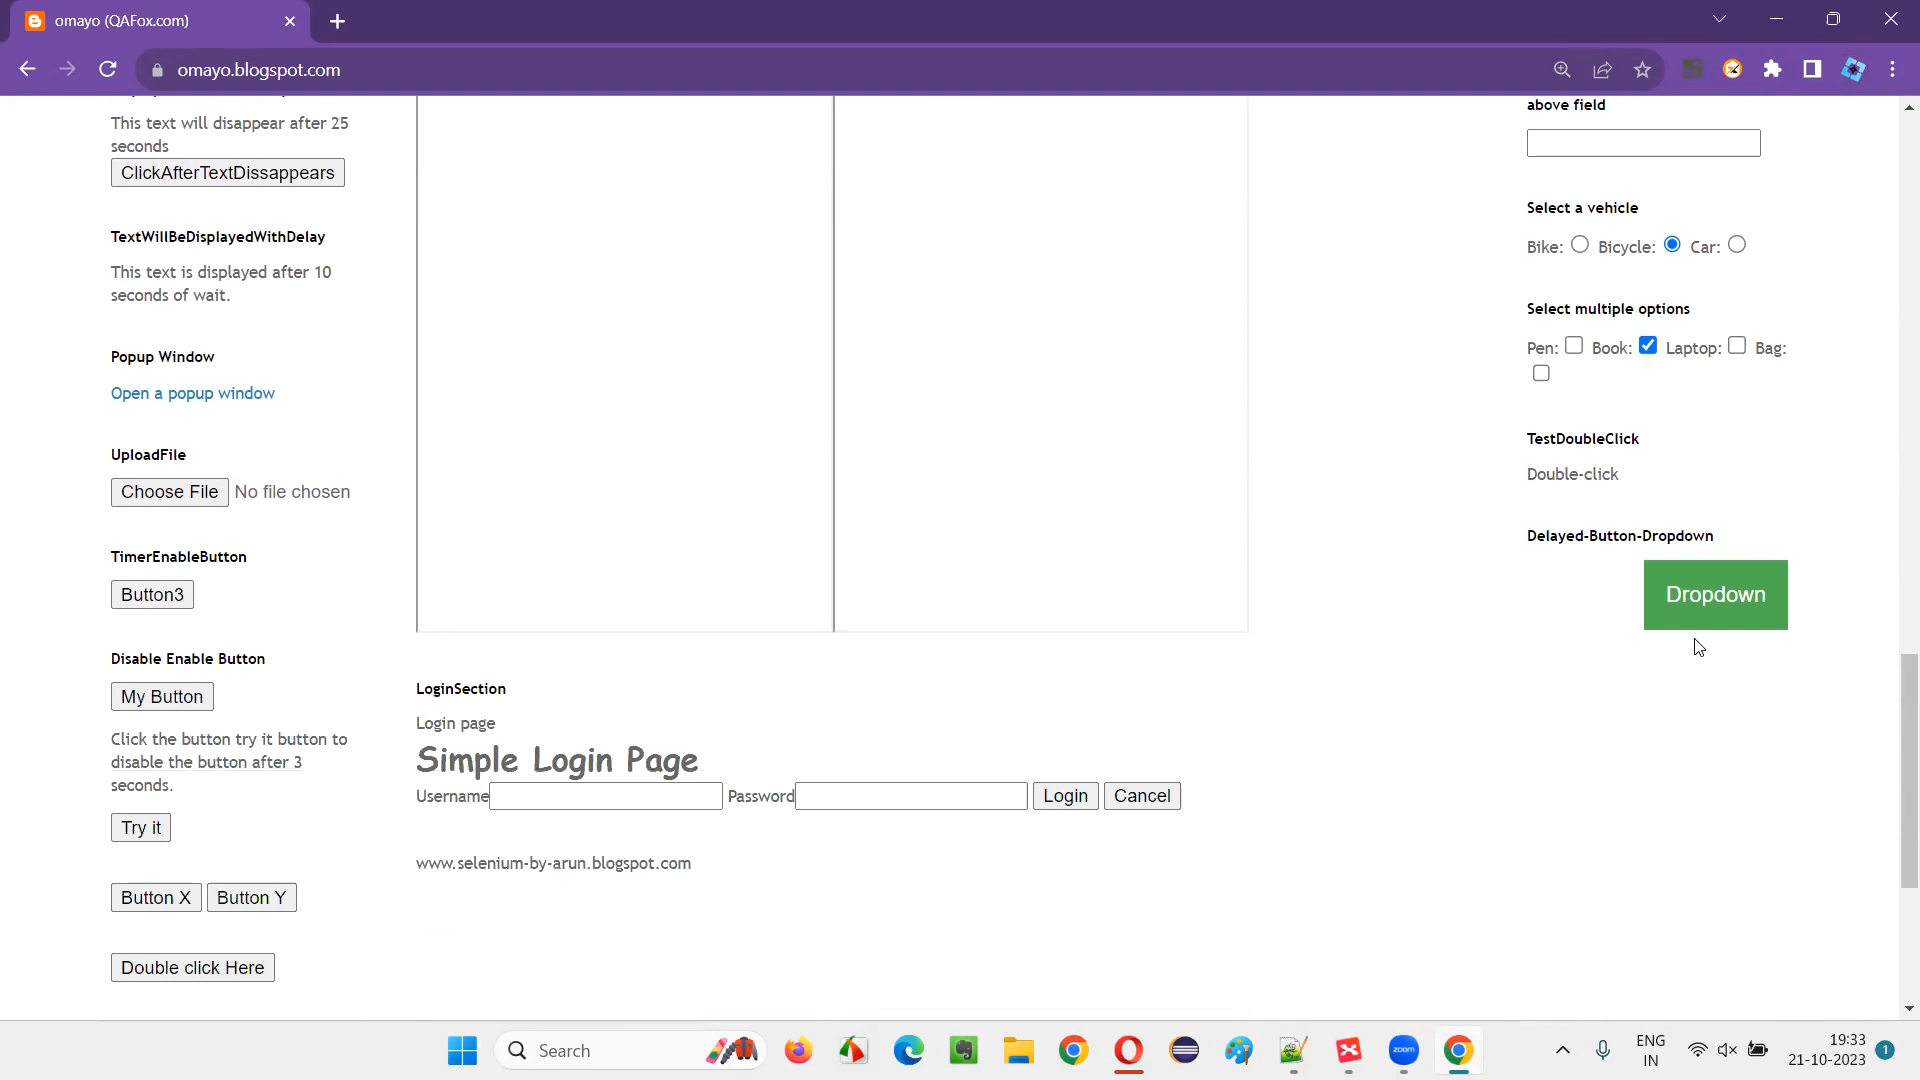 omayo (QAFox.com)
omayo.blogspot.com
This text will disappear after 25
seconds
ClickAfterTextDissappears
TextWillBeDisplayedWithDelay
This text is displayed after 10
seconds of wait.
Popup Window
Open a popup window
UploadFile
Choose File No file chosen
TimerEnableButton
Button3
Disable Enable Button
My Button
Click the button try it button to
disable the button after 3
seconds.
Try it
Button X Button Y
Double click Here
LoginSection
Login page
Simple Login Page
Username Password Login Cancel
www.selenium-by-arun.blogspot.com
above field
Select a vehicle
Bike: Bicycle: Car:
Select multiple options
Pen: Book: Laptop: Bag:
TestDoubleClick
Double-click
Delayed-Button-Dropdown
Dropdown
Search
zoom
ENG
IN
19:33
21-10-2023
1